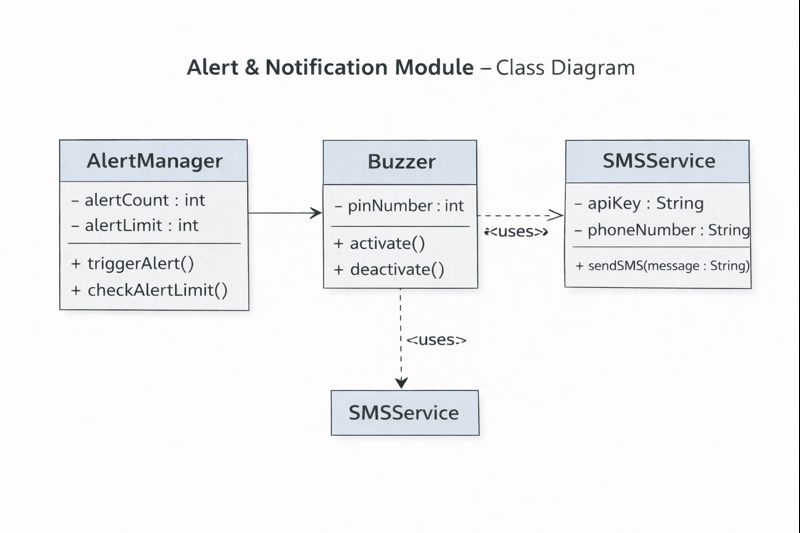 Alert & Notification Module – Class Diagram
AlertManager
– alertCount : int
– alertLimit : int
+ triggerAlert()
+ checkAlertLimit()
Buzzer
– pinNumber : int
+ activate()
+ deactivate()
<<uses>>
SMSService
– apiKey : String
– phoneNumber : String
+ sendSMS(message : String)
<uses>
SMSService